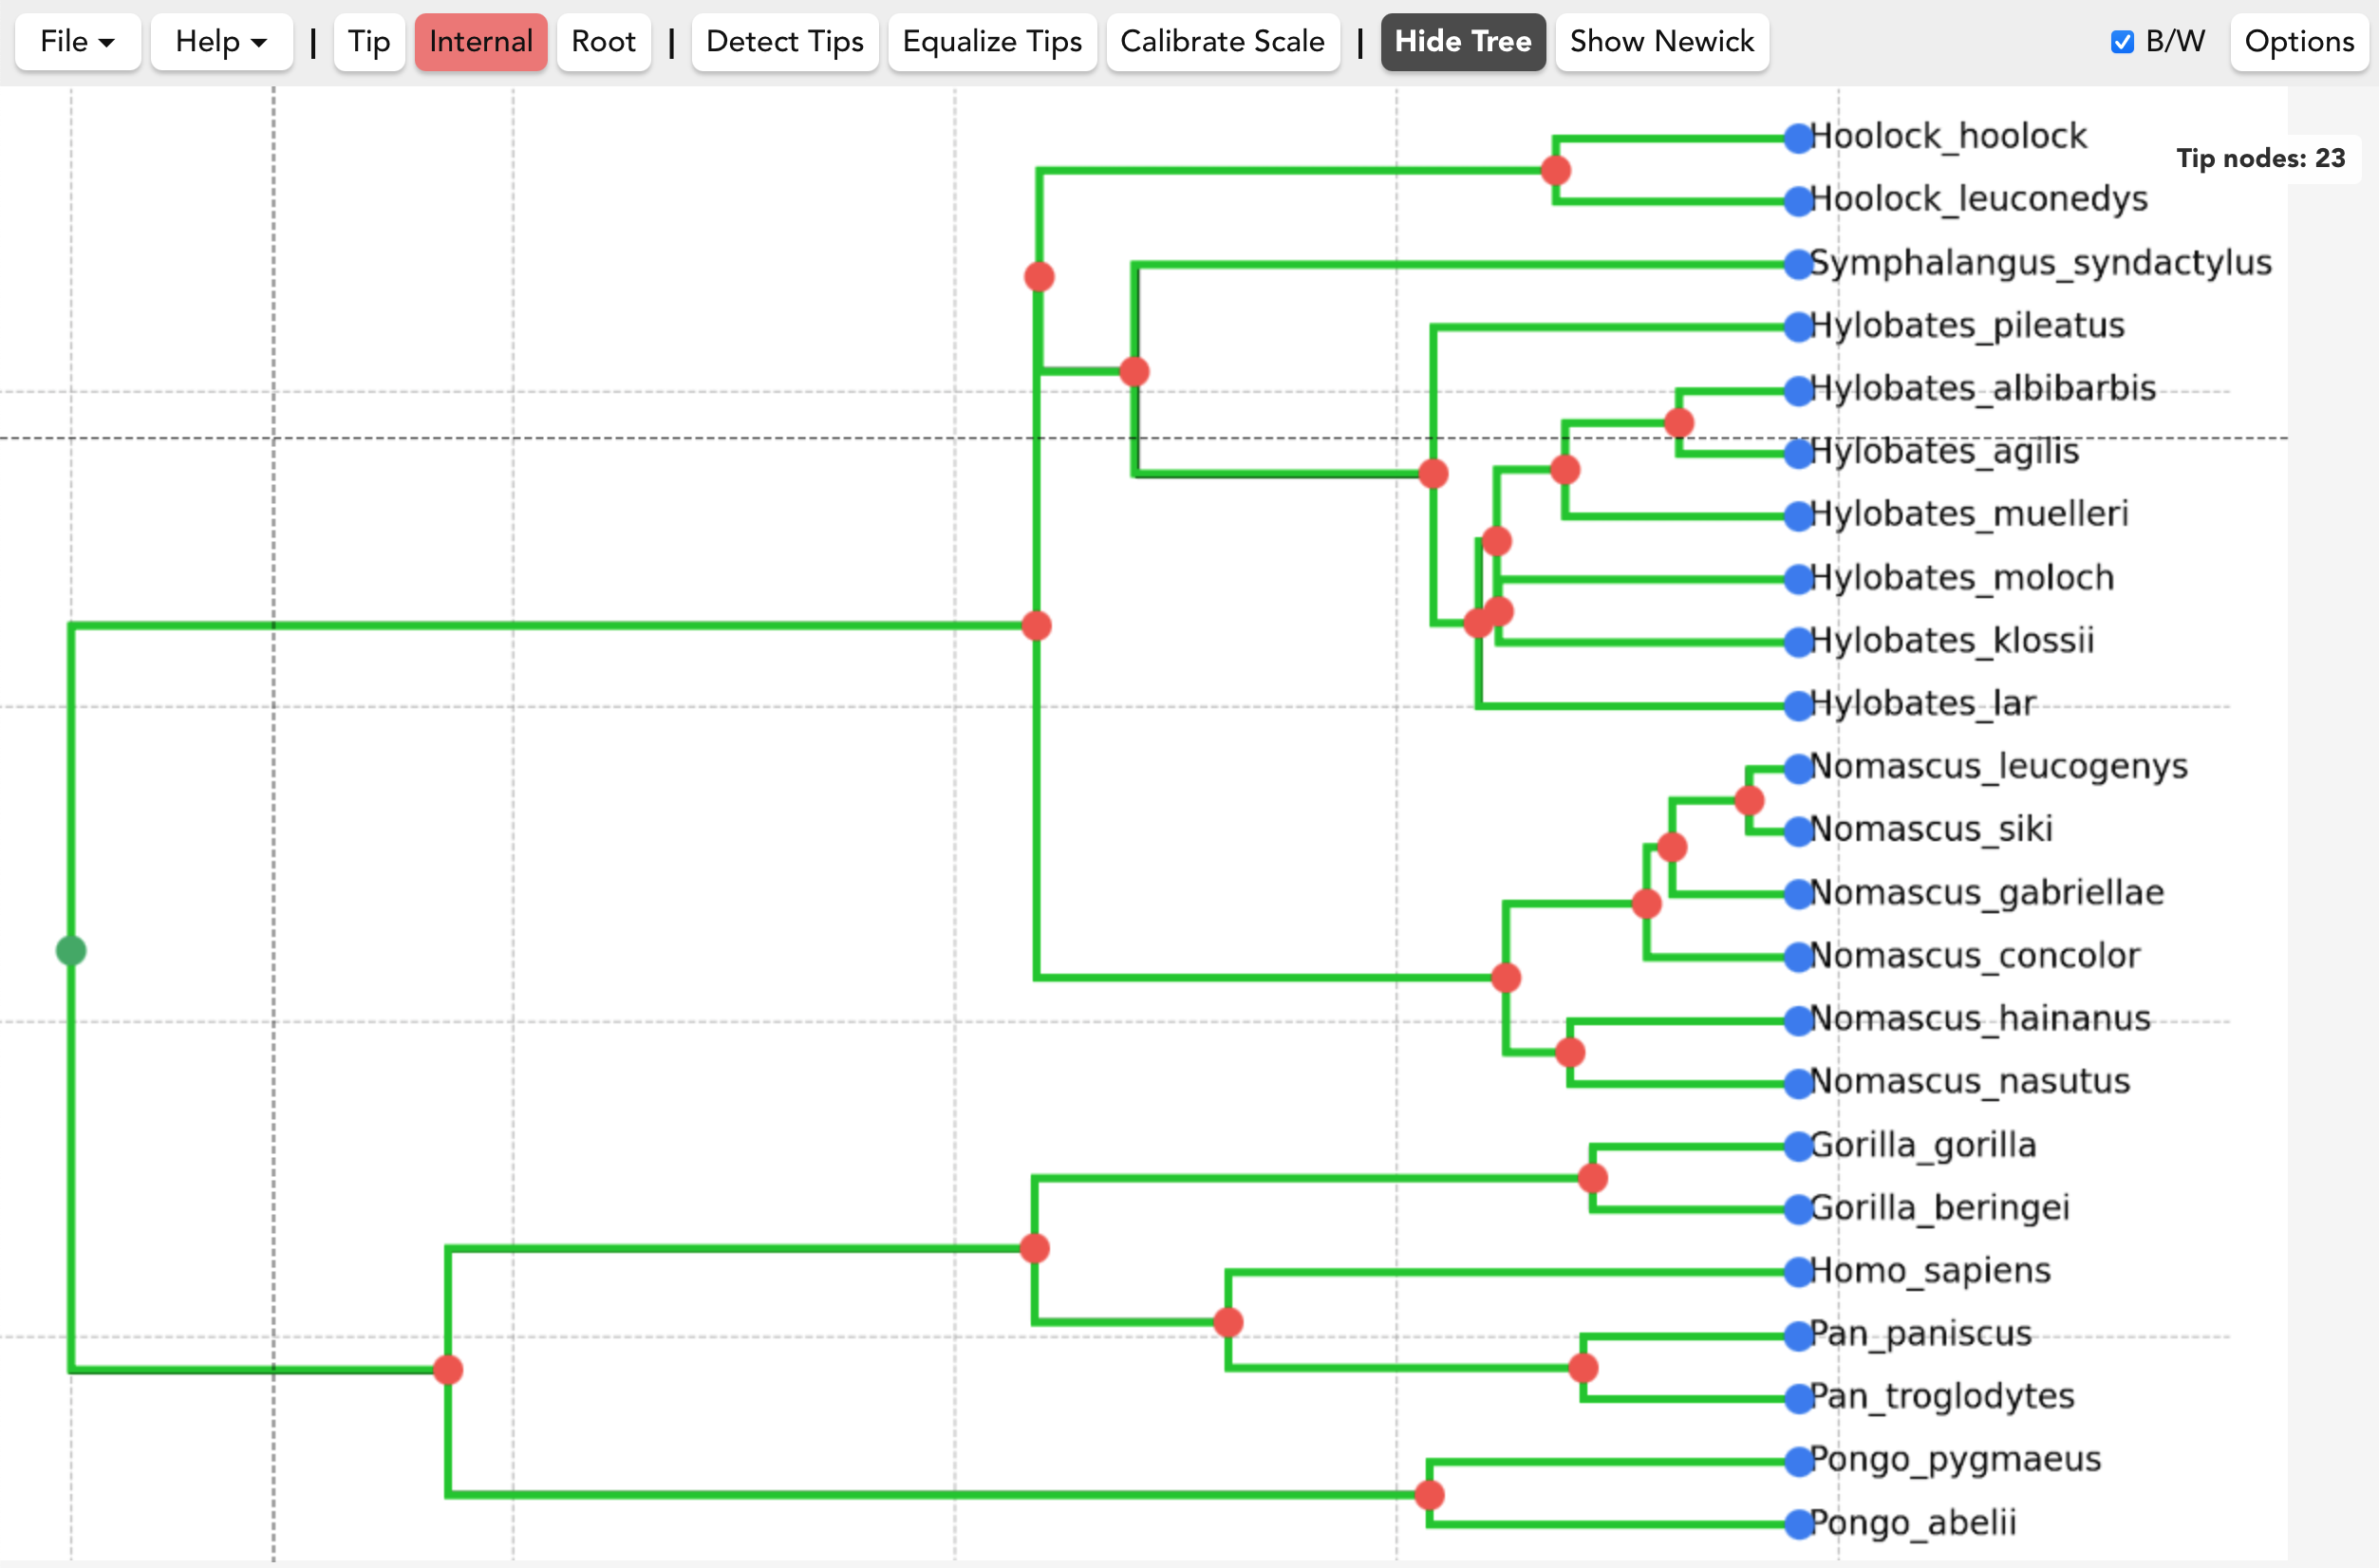 File Help | Tip Internal Root | Detect Tips Equalize Tips Calibrate Scale | Hide Tree Show Newick B/W Options
Hoolock_hoolock
Tip nodes: 23
Hoolock_leuconedys
Symphalangus_syndactylus
Hylobates_pileatus
Hylobates_albibarbis
Hylobates_agilis
Hylobates_muelleri
Hylobates_moloch
Hylobates_klossii
Hylobates_lar
Nomascus_leucogenys
Nomascus_siki
Nomascus_gabriellae
Nomascus_concolor
Nomascus_hainanus
Nomascus_nasutus
Gorilla_gorilla
Gorilla_beringei
Homo_sapiens
Pan_paniscus
Pan_troglodytes
Pongo_pygmaeus
Pongo_abelii